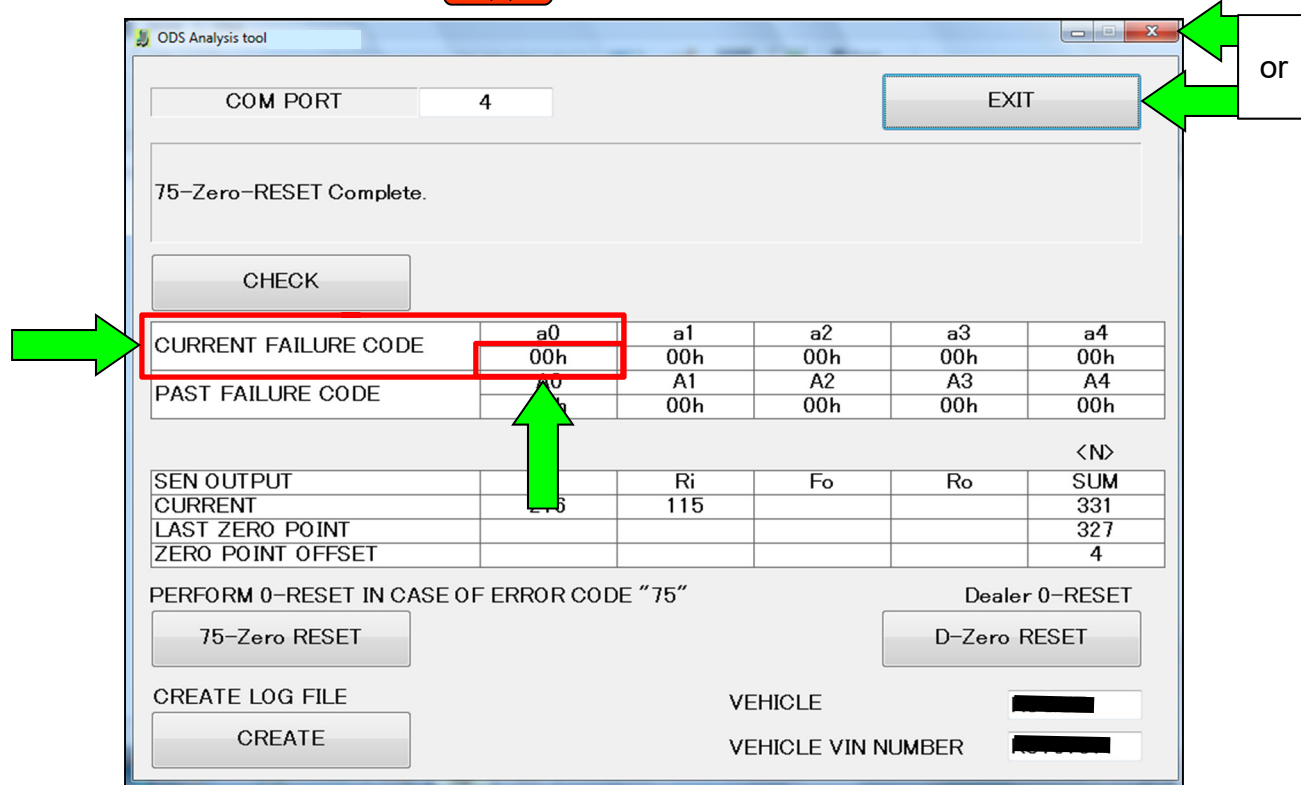 ODS Analysis tool
or
COM PORT 4 EXIT
75-Zero-RESET Complete.
CHECK
CURRENT FAILURE CODE a0 a1 a2 a3 a4
00h 00h 00h 00h 00h
PAST FAILURE CODE A0 A1 A2 A3 A4
00h 00h 00h 00h
<N>
SEN OUTPUT Ri Fo Ro SUM
CURRENT 115 331
LAST ZERO POINT 327
ZERO POINT OFFSET 4
PERFORM 0-RESET IN CASE OF ERROR CODE "75" Dealer 0-RESET
75-Zero RESET D-Zero RESET
CREATE LOG FILE
VEHICLE
CREATE
VEHICLE VIN NUMBER